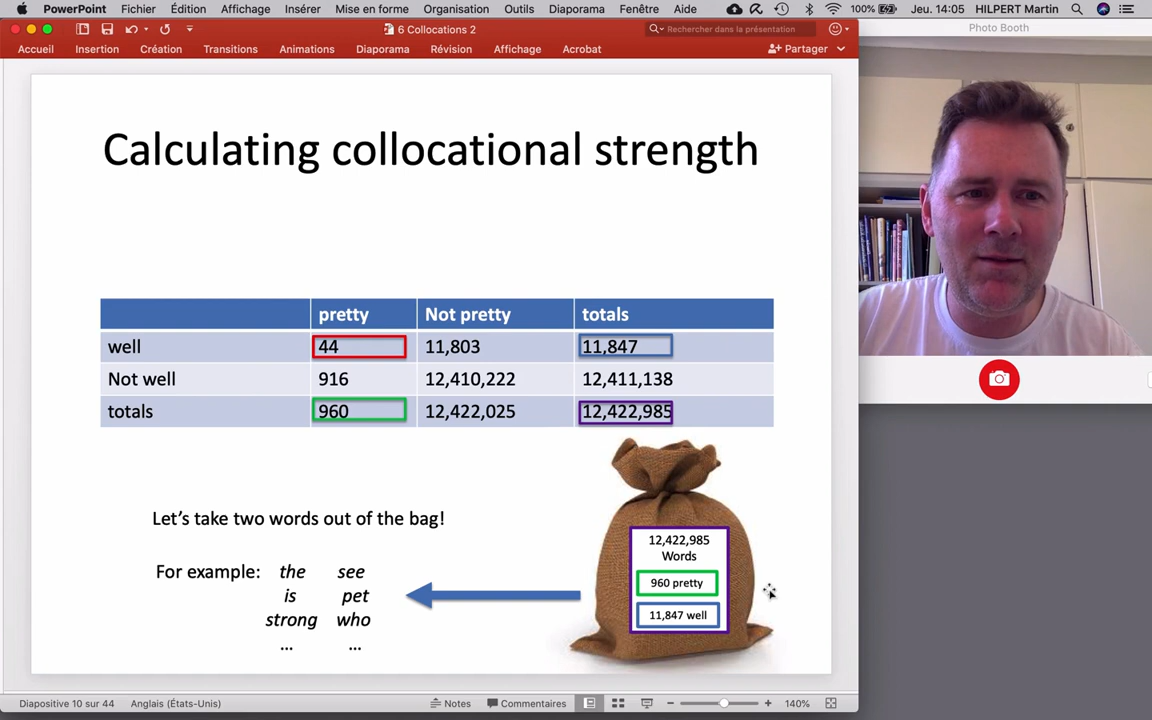 PowerPoint Fichier Édition Affichage Insérer Mise en forme Organisation Outils Diaporama Fenêtre Aide 100% Jeu. 14:05 HILPERT Martin
6 Collocations 2
Rechercher dans la présentation
Photo Booth
Accueil Insertion Création Transitions Animations Diaporama Révision Affichage Acrobat Partager
Calculating collocational strength
pretty Not pretty totals
well 44 11,803 11,847
Not well 916 12,410,222 12,411,138
totals 960 12,422,025 12,422,985
Let's take two words out of the bag!
12,422,985
Words
960 pretty
11,847 well
For example: the see
is pet
strong who
... ...
Diapositive 10 sur 44 Anglais (États-Unis) Notes Commentaires 140%